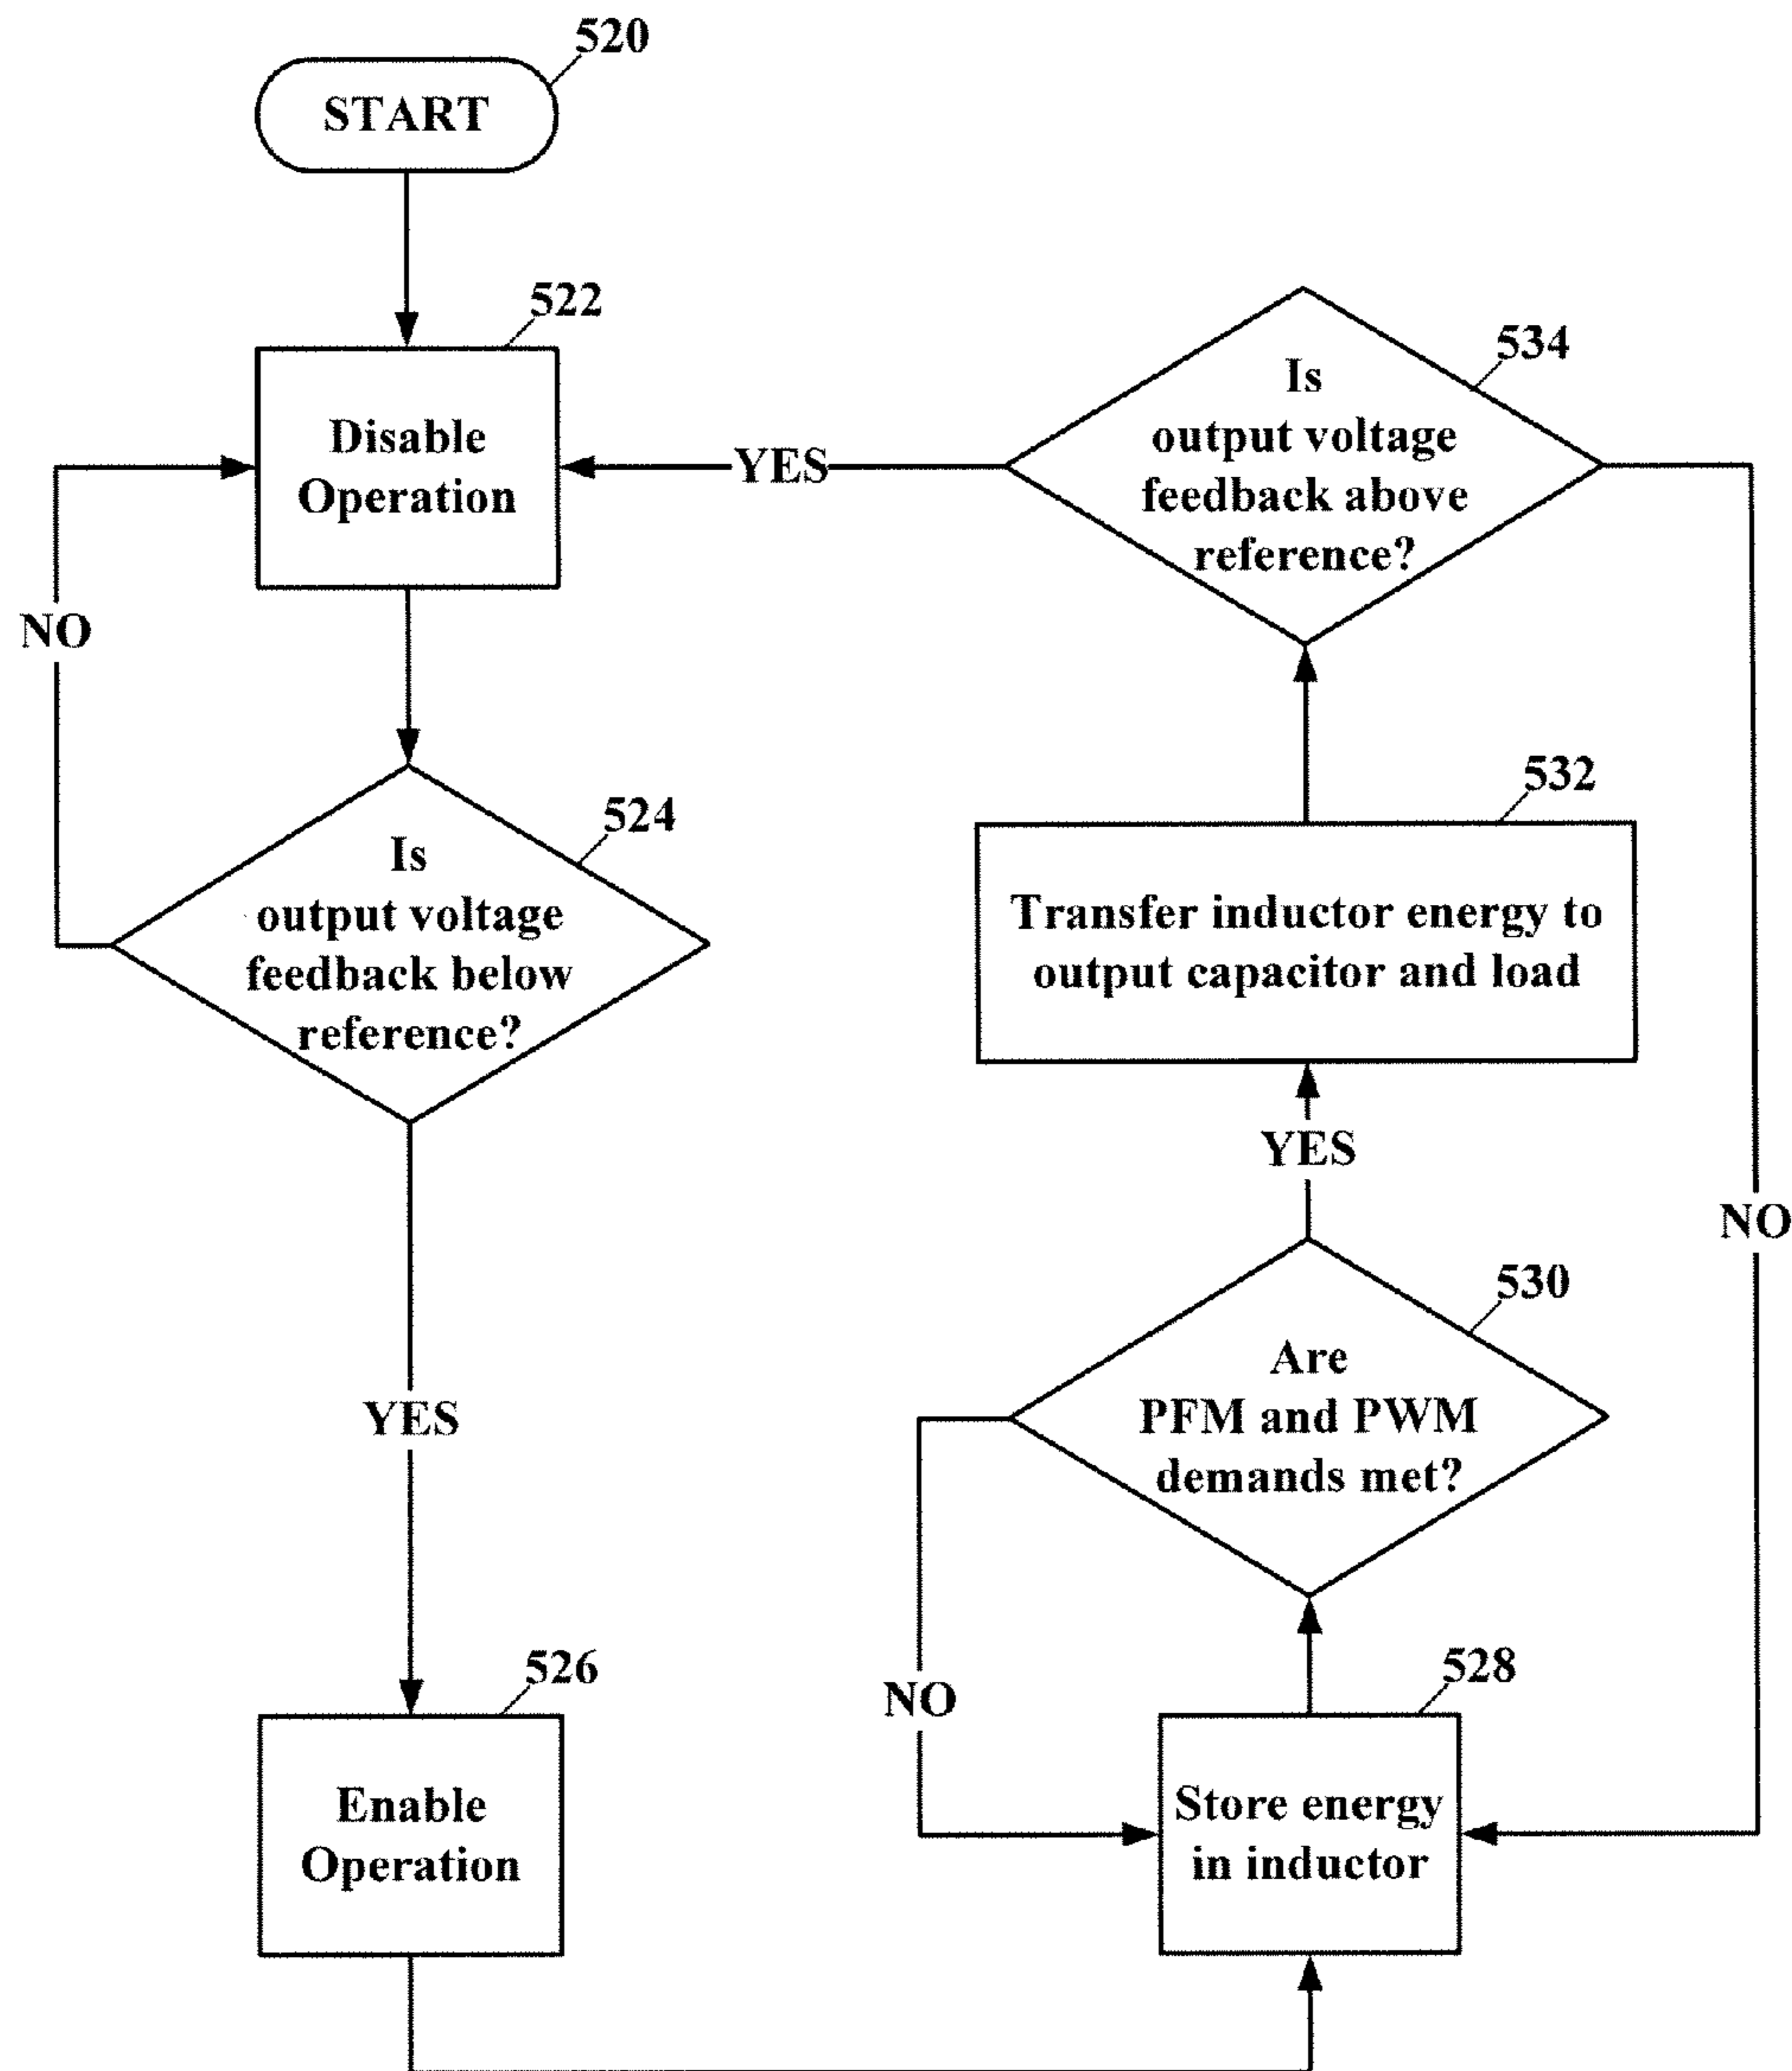 520
START
522
Disable
Operation
NO
524
Is
output voltage
feedback below
reference?
YES
526
Enable
Operation
528
Store energy
in inductor
530
Are
PFM and PWM
demands met?
NO
YES
532
Transfer inductor energy to
output capacitor and load
534
Is
output voltage
feedback above
reference?
YES
NO